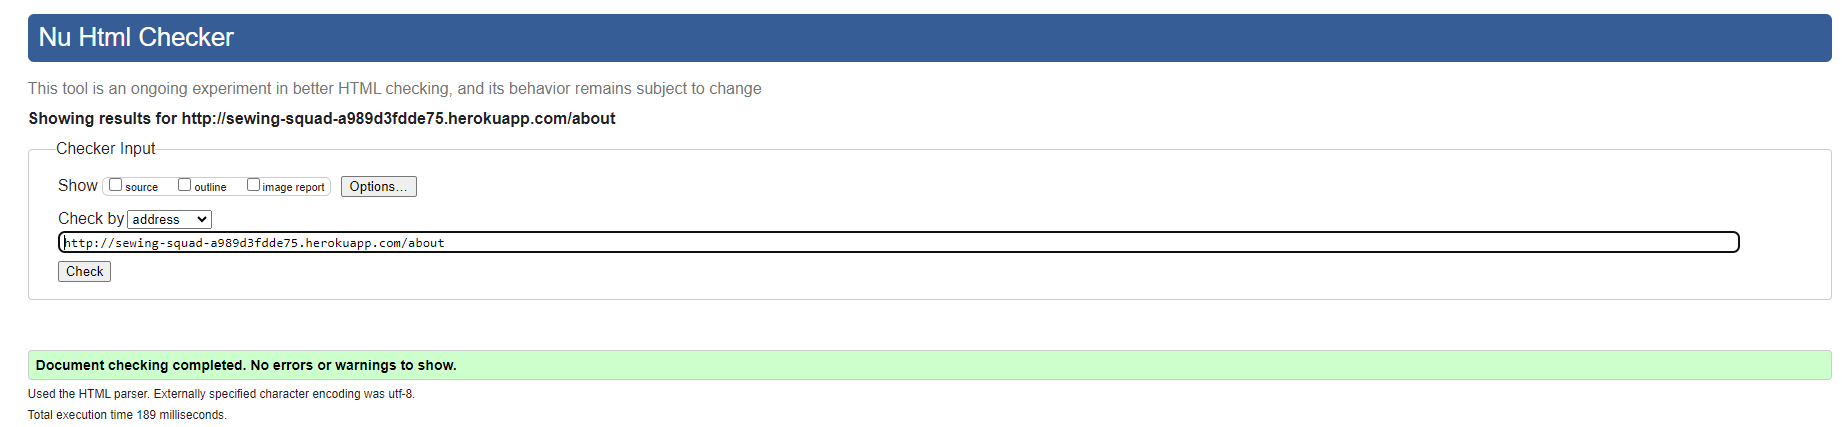 Nu Html Checker
This tool is an ongoing experiment in better HTML checking, and its behavior remains subject to change
Showing results for http://sewing-squad-a989d3fdde75.herokuapp.com/about
Checker Input
Show source outline image report Options...
Check by address
http://sewing-squad-a989d3fdde75.herokuapp.com/about
Check
Document checking completed. No errors or warnings to show.
Used the HTML parser. Externally specified character encoding was utf-8.
Total execution time 189 milliseconds.